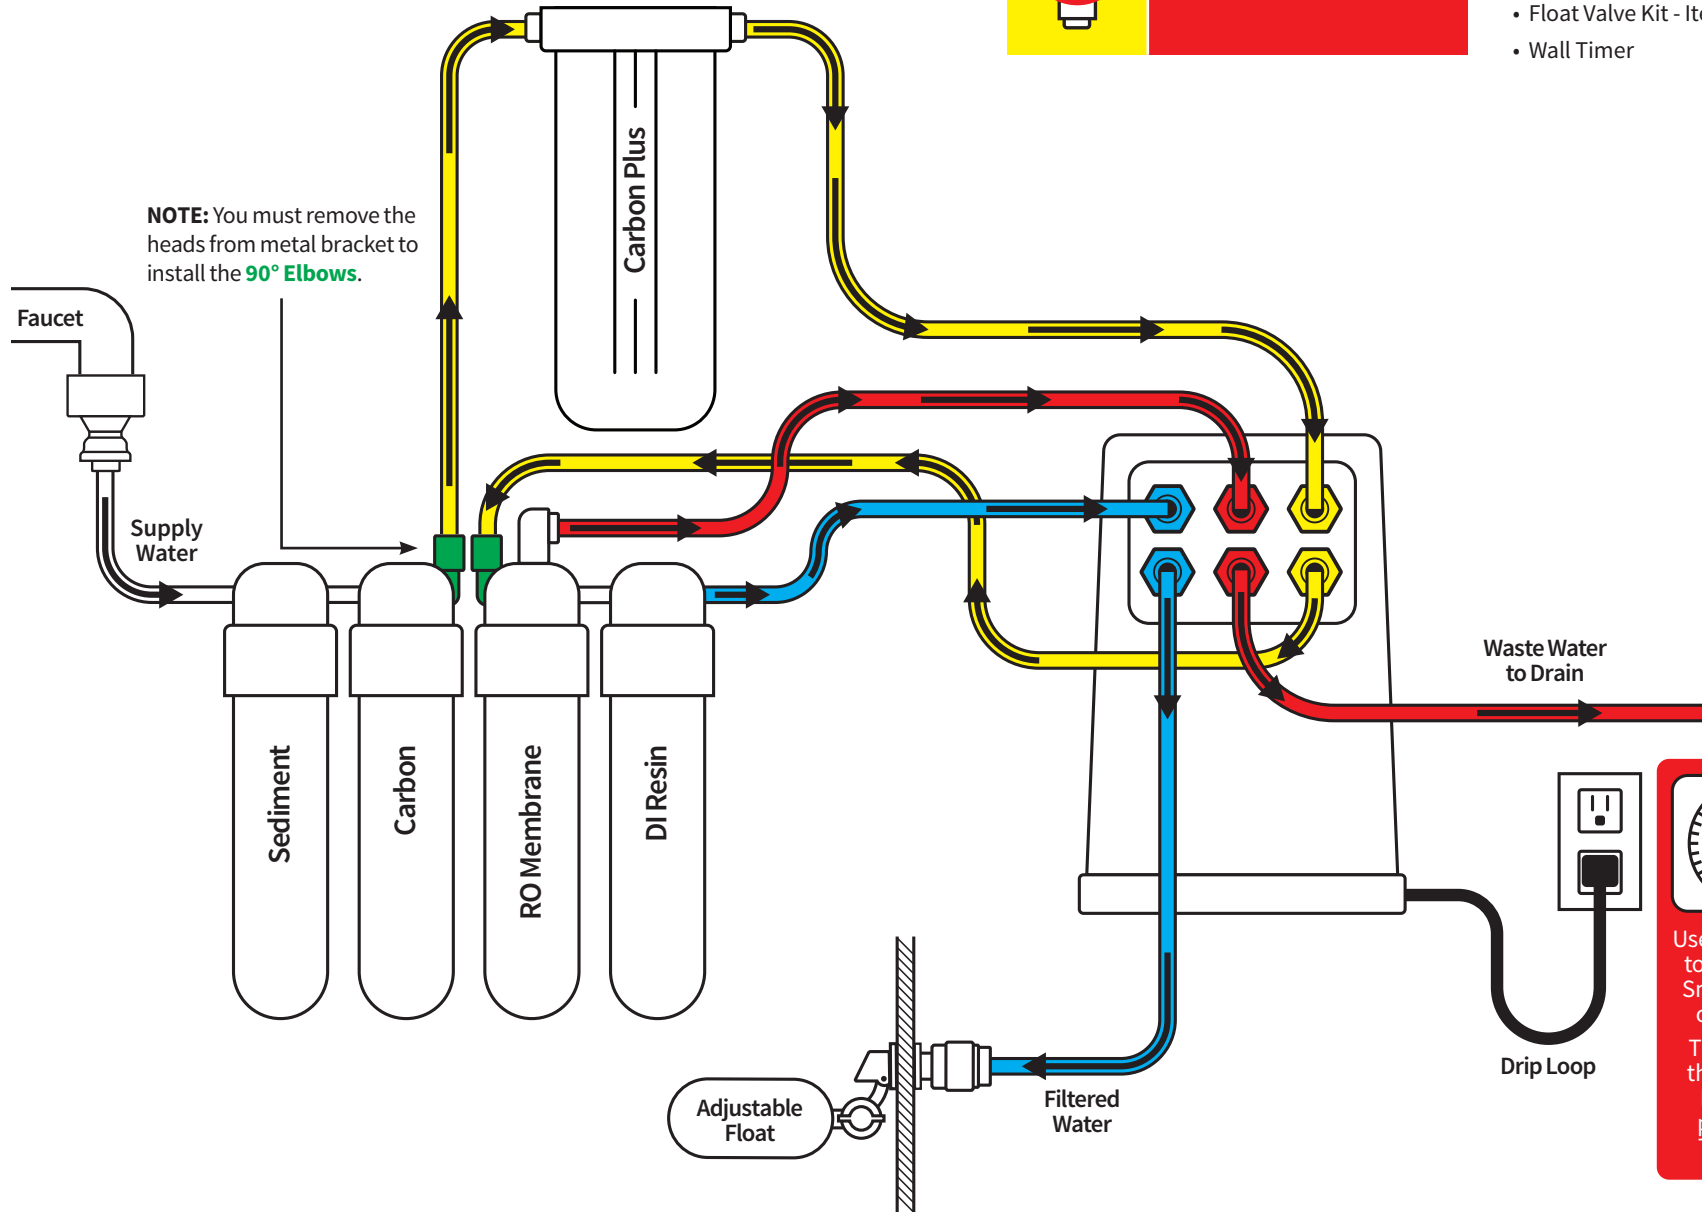 • Float Valve Kit - 
• Wall Timer
Carbon Plus
NOTE: You must remove the
heads from metal bracket to
install the 90° Elbows.
Faucet
Supply
Water
Waste Water
to Drain
Sediment
Carbon
RO Membrane
DI Resin
Use
to
Drip Loop
Filtered
Water
Adjustable
Float